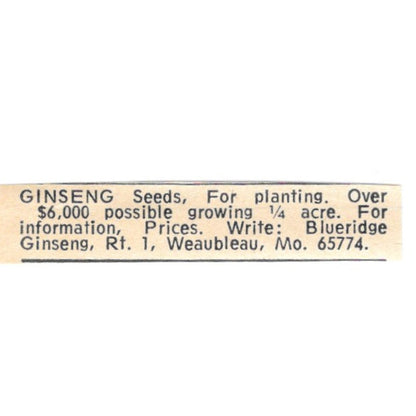 GINSENG Seeds, For planting. Over
$6,000 possible growing ¼ acre. For
information, Prices. Write: Blueridge
Ginseng, Rt. 1, Weaubleau, Mo. 65774.